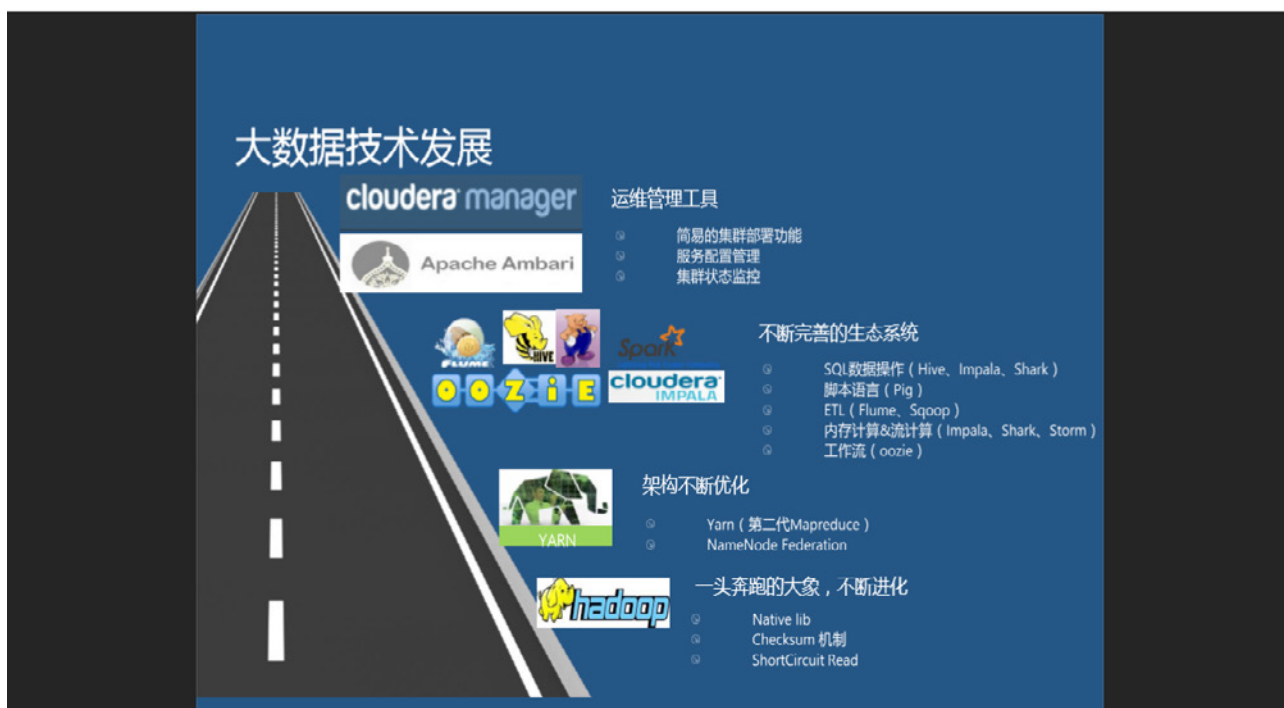 大数据技术发展
cloudera manager
Apache Ambari
运维管理工具
简易的集群部署功能
服务配置管理
集群状态监控
FLUME
HIVE
Spark
OOZIE
cloudera IMPALA
不断完善的生态系统
SQL数据操作（Hive、Impala、Shark）
脚本语言（Pig）
ETL（Flume、Sqoop）
内存计算&流计算（Impala、Shark、Storm）
工作流（oozie）
YARN
架构不断优化
Yarn（第二代Mapreduce）
NameNode Federation
hadoop
一头奔跑的大象，不断进化
Native lib
Checksum 机制
ShortCircuit Read